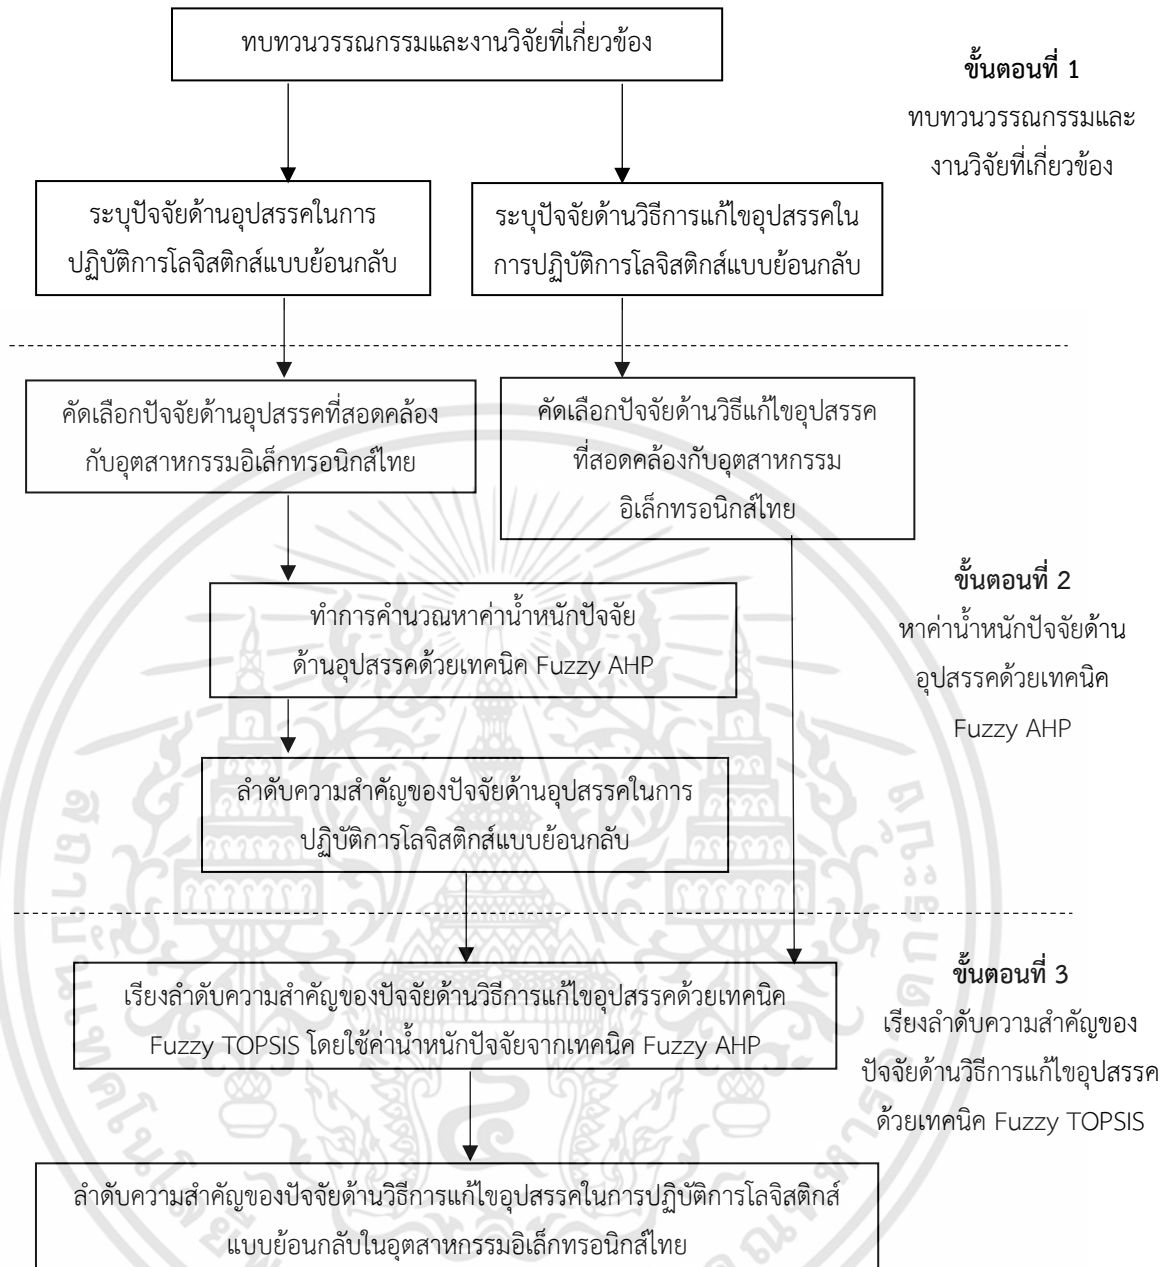 ทบทวนวรรณกรรมและงานวิจัยที่เกี่ยวข้อง
ขั้นตอนที่ 1
ทบทวนวรรณกรรมและ
งานวิจัยที่เกี่ยวข้อง
ระบุปัจจัยด้านอุปสรรคในการ
ปฏิบัติการโลจิสติกส์แบบย้อนกลับ
ระบุปัจจัยด้านวิธีการแก้ไขอุปสรรคใน
การปฏิบัติการโลจิสติกส์แบบย้อนกลับ
คัดเลือกปัจจัยด้านอุปสรรคที่สอดคล้อง
กับอุตสาหกรรมอิเล็กทรอนิกส์ไทย
คัดเลือกปัจจัยด้านวิธีแก้ไขอุปสรรค
ที่สอดคล้องกับอุตสาหกรรม
อิเล็กทรอนิกส์ไทย
ทำการคำนวณหาค่าน้ำหนักปัจจัย
ด้านอุปสรรคด้วยเทคนิค Fuzzy AHP
ขั้นตอนที่ 2
หาค่าน้ำหนักปัจจัยด้าน
อุปสรรคด้วยเทคนิค
Fuzzy AHP
ลำดับความสำคัญของปัจจัยด้านอุปสรรคในการ
ปฏิบัติการโลจิสติกส์แบบย้อนกลับ
เรียงลำดับความสำคัญของปัจจัยด้านวิธีการแก้ไขอุปสรรคด้วยเทคนิค
Fuzzy TOPSIS โดยใช้ค่าน้ำหนักปัจจัยจากเทคนิค Fuzzy AHP
ขั้นตอนที่ 3
เรียงลำดับความสำคัญของ
ปัจจัยด้านวิธีการแก้ไขอุปสรรค
ด้วยเทคนิค Fuzzy TOPSIS
ลำดับความสำคัญของปัจจัยด้านวิธีการแก้ไขอุปสรรคในการปฏิบัติการโลจิสติกส์
แบบย้อนกลับในอุตสาหกรรมอิเล็กทรอนิกส์ไทย